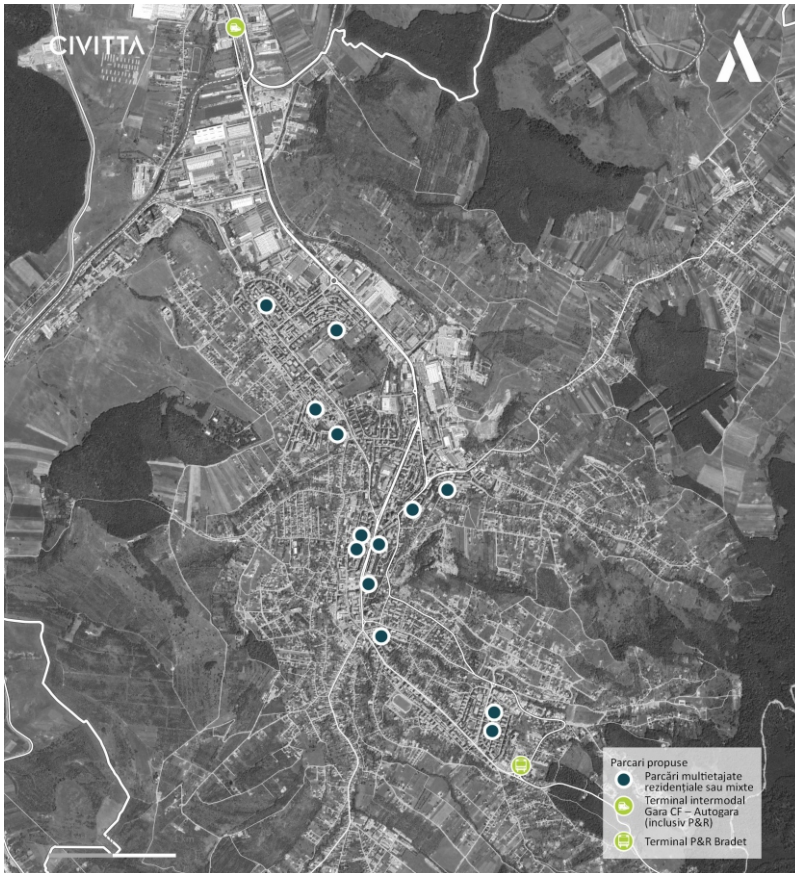 CIVITTA
Parcari propuse
Parcări multietajate
rezidențiale sau mixte
Terminal intermodal
Gara CF – Autogara
(inclusiv P&R)
Terminal P&R Bradet